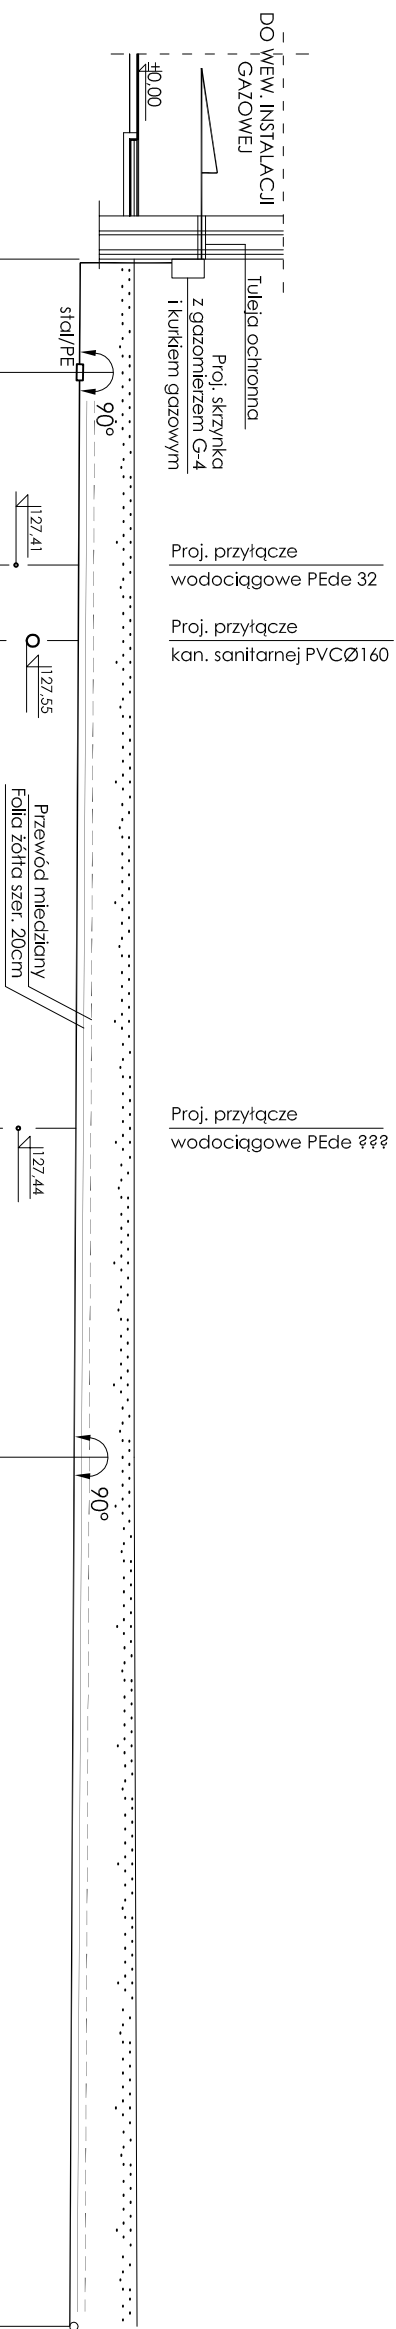 DO WEW. INSTALACJI
GAZOWEJ
±0,00
Tuleja ochronna
Proj. skrzynka
z gazomierzem G-4
i kurkiem gazowym
stal/PE
90°
127,41
Proj. przyłącze
wodociągowe PEde 32
Proj. przyłącze
kan. sanitarnej PVCØ160
127,55
Przewód miedziany
Folia żółta szer. 20cm
Proj. przyłącze
wodociągowe PEde ???
127,44
90°